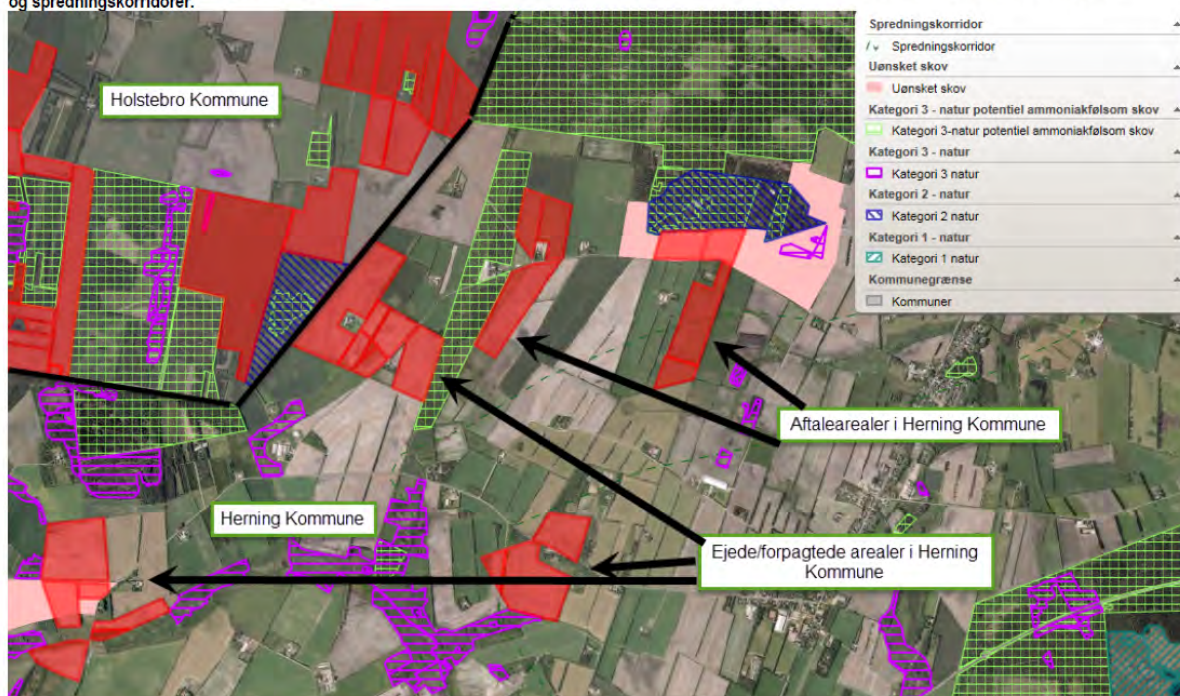 og spredningskorridorer.
Holstebro Kommune
Spredningskorridor
Spredningskorridor
Uønsket skov
Uønsket skov
Kategori 3 - natur potentiel ammoniakfølsom skov
Kategori 3-natur potentiel ammoniakfølsom skov
Kategori 3 - natur
Kategori 3 natur
Kategori 2 - natur
Kategori 2 natur
Kategori 1 - natur
Kategori 1 natur
Kommunegrænse
Kommuner
Aftalearealer i Herning Kommune
Herning Kommune
Ejede/forpagtede arealer i Herning
Kommune